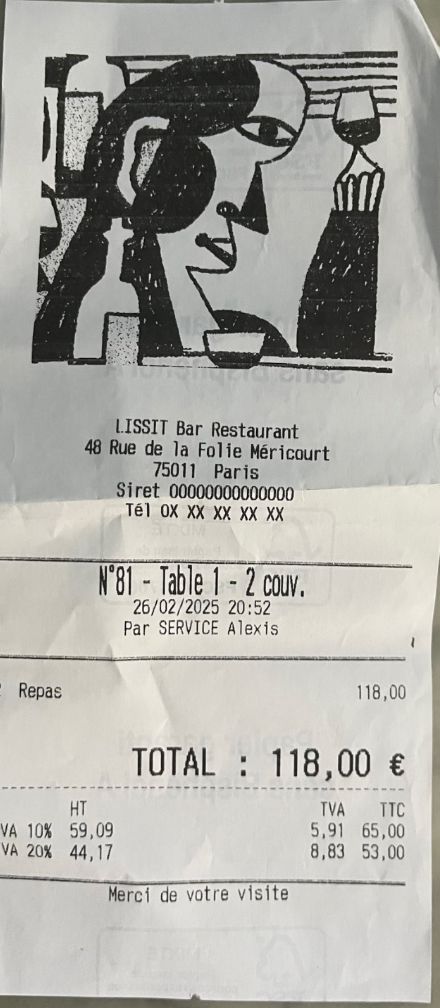 LISSIT Bar Restaurant
48 Rue de la Folie Méricourt
75011 Paris
Siret 00000000000000
Tél 0X XX XX XX XX
N°81 - Table 1 - 2 couv.
26/02/2025 20:52
Par SERVICE Alexis
Repas 118,00
TOTAL : 118,00 €
HT TVA TTC
VA 10% 59,09 5,91 65,00
VA 20% 44,17 8,83 53,00
Merci de votre visite